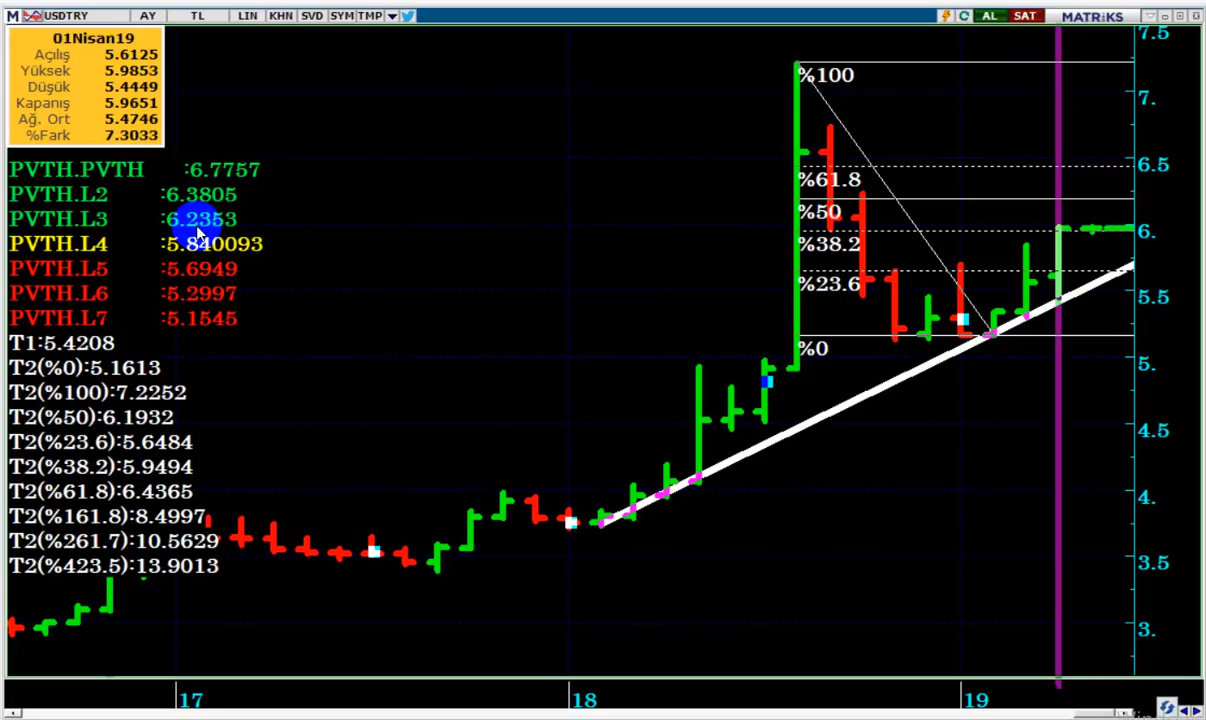 M USDTRY AY TL LIN KHN SVD SYM TMP AL SAT MATRiKS
01Nisan19
Açılış 5.6125
Yüksek 5.9853
Düşük 5.4449
Kapanış 5.9651
Ağ. Ort 5.4746
%Fark 7.3033
PVTH.PVTH :6.7757
PVTH.L2 :6.3805
PVTH.L3 :6.2353
PVTH.L4 :5.840093
PVTH.L5 :5.6949
PVTH.L6 :5.2997
PVTH.L7 :5.1545
T1:5.4208
T2(%0):5.1613
T2(%100):7.2252
T2(%50):6.1932
T2(%23.6):5.6484
T2(%38.2):5.9494
T2(%61.8):6.4365
T2(%161.8):8.4997
T2(%261.7):10.5629
T2(%423.5):13.9013
%100
%61.8
%50
%38.2
%23.6
%0
7.5
7.
6.5
6.
5.5
5.
4.5
4.
3.5
3.
17 18 19